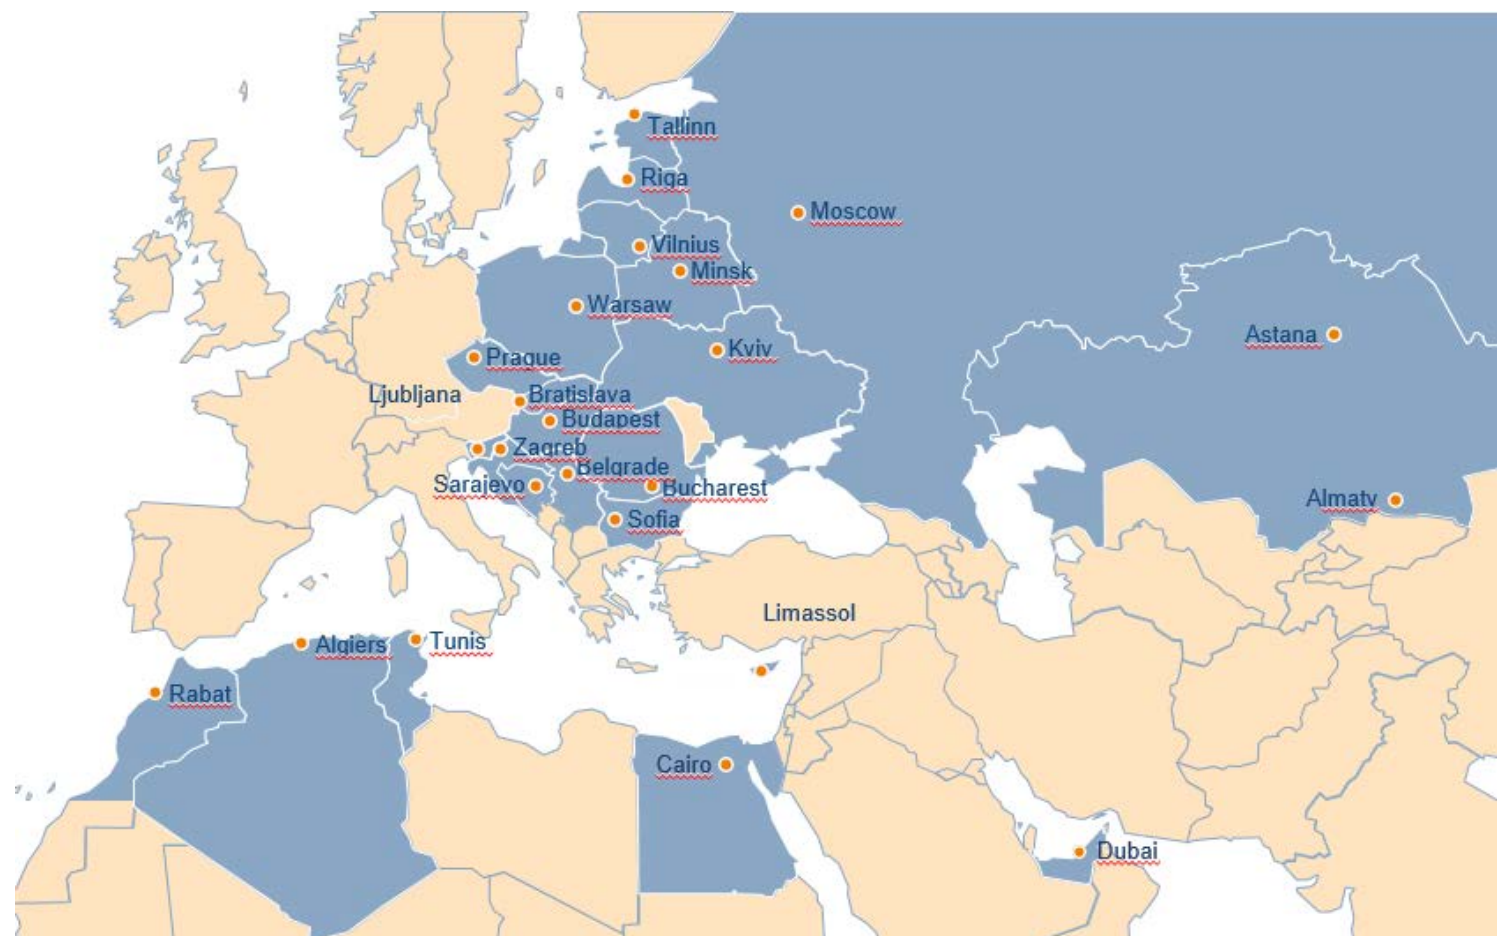 Tallinn
Riga
Moscow
Vilnius
Minsk
Warsaw
Astana
Kyiv
Prague
Ljubljana
Bratislava
Budapest
Zagreb
Belgrade
Sarajevo
Bucharest
Almaty
Sofia
Limassol
Algiers
Tunis
Rabat
Cairo
Dubai